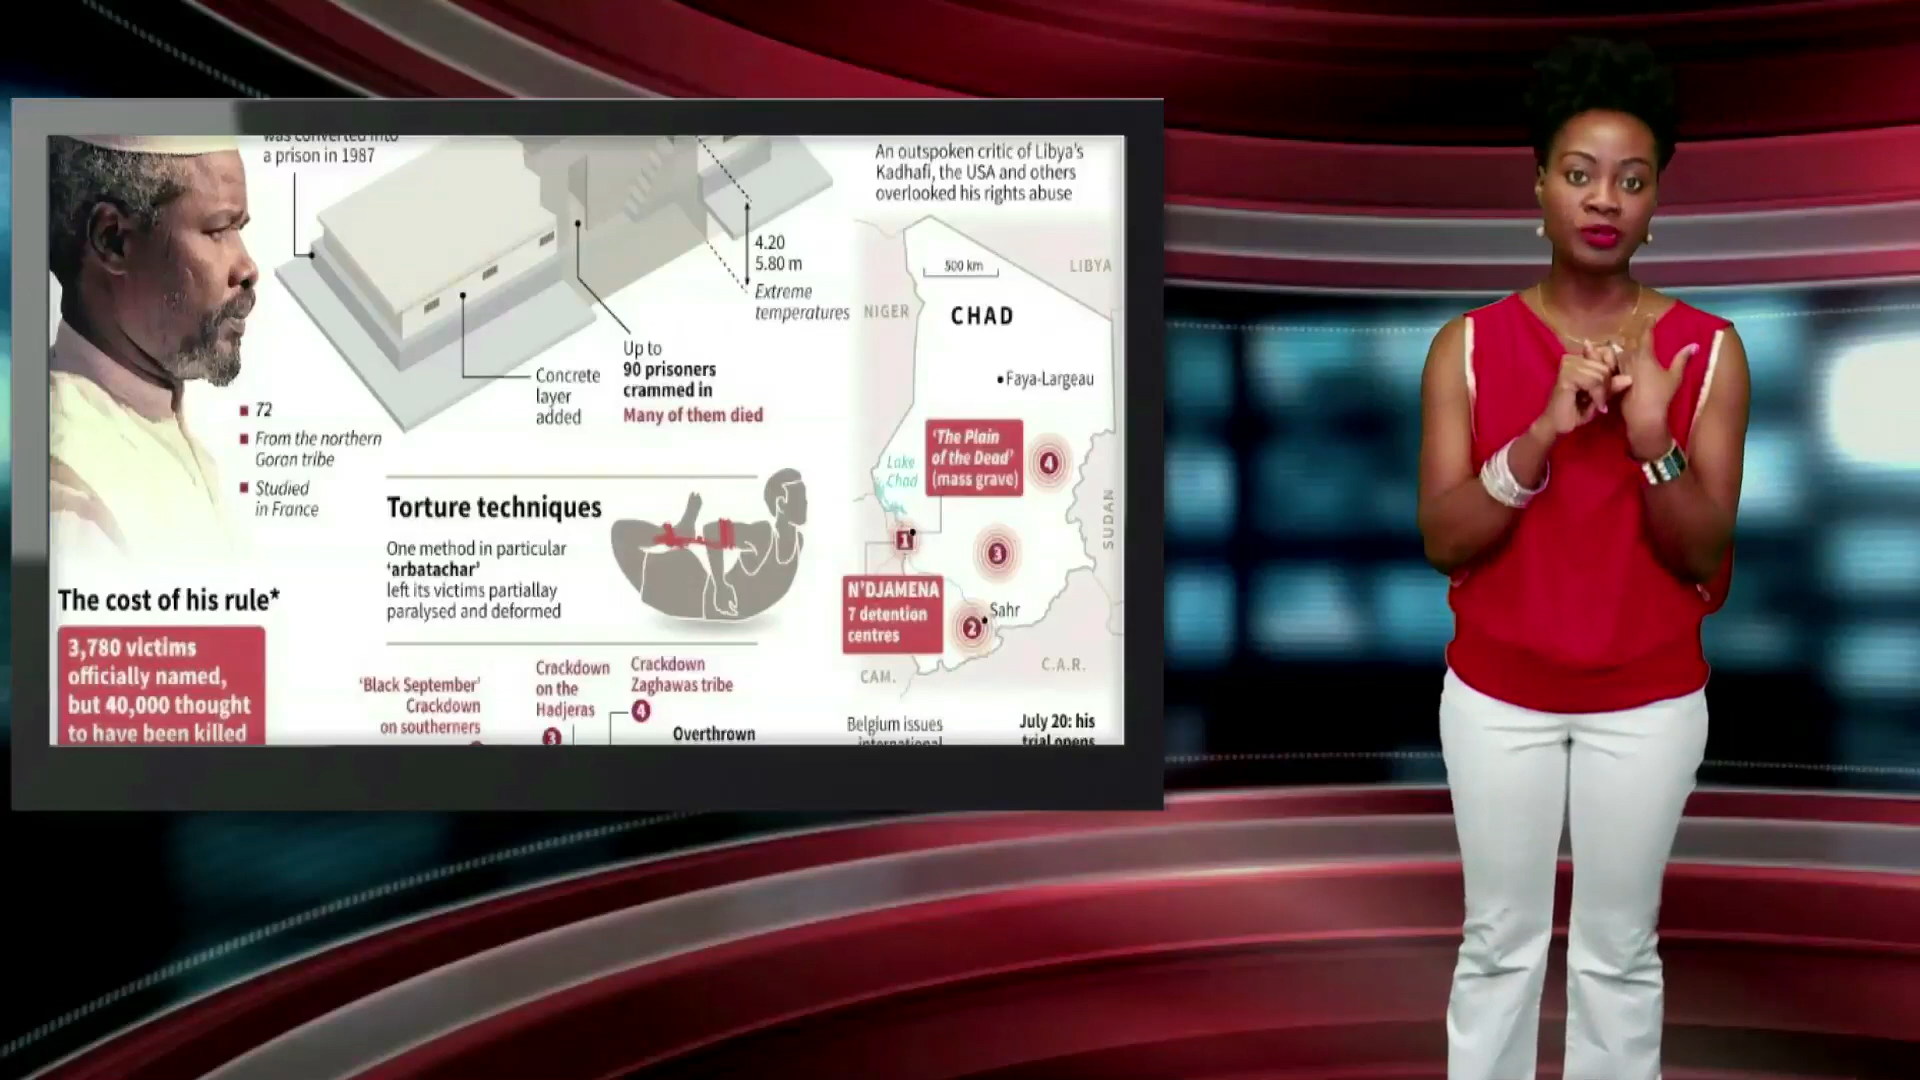 was converted into
a prison in 1987
4.20
5.80 m
Extreme
temperatures
Concrete
layer
added
Up to
90 prisoners
crammed in
Many of them died
72
From the northern
Goran tribe
Studied
in France
The cost of his rule*
3,780 victims
officially named,
but 40,000 thought
to have been killed
Torture techniques
One method in particular
‘arbatachar’
left its victims partiallay
paralysed and deformed
‘Black September’
Crackdown
on southerners
Crackdown
on the
Hadjeras
3
Crackdown
Zaghawas tribe
4
Overthrown
An outspoken critic of Libya's
Kadhafi, the USA and others
overlooked his rights abuse
500 km
LIBYA
NIGER
CHAD
Faya-Largeau
‘The Plain
of the Dead’
(mass grave)
4
Lake
Chad
SUDAN
1
3
N'DJAMENA
7 detention
centres
Sahr
2
CAM.
C.A.R.
Belgium issues
international
July 20: his
trial opens